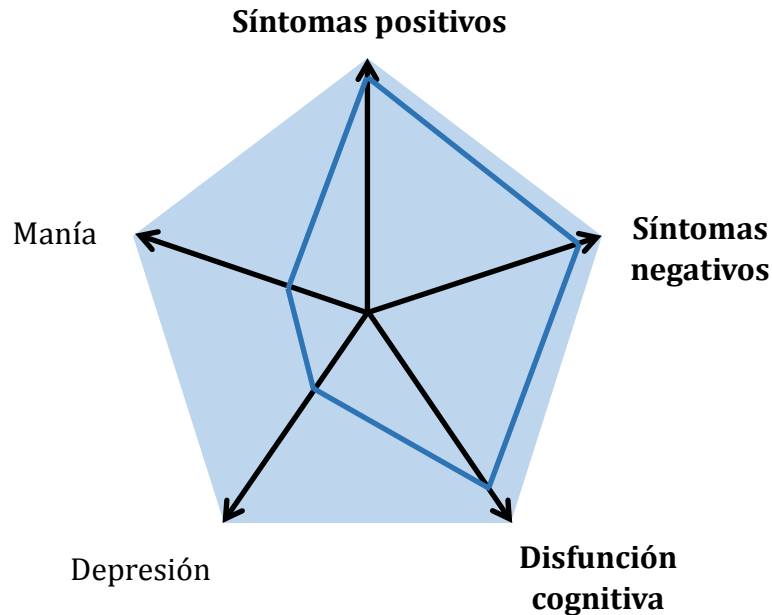 Síntomas positivos
Manía
Síntomas
negativos
Depresión
Disfunción
cognitiva